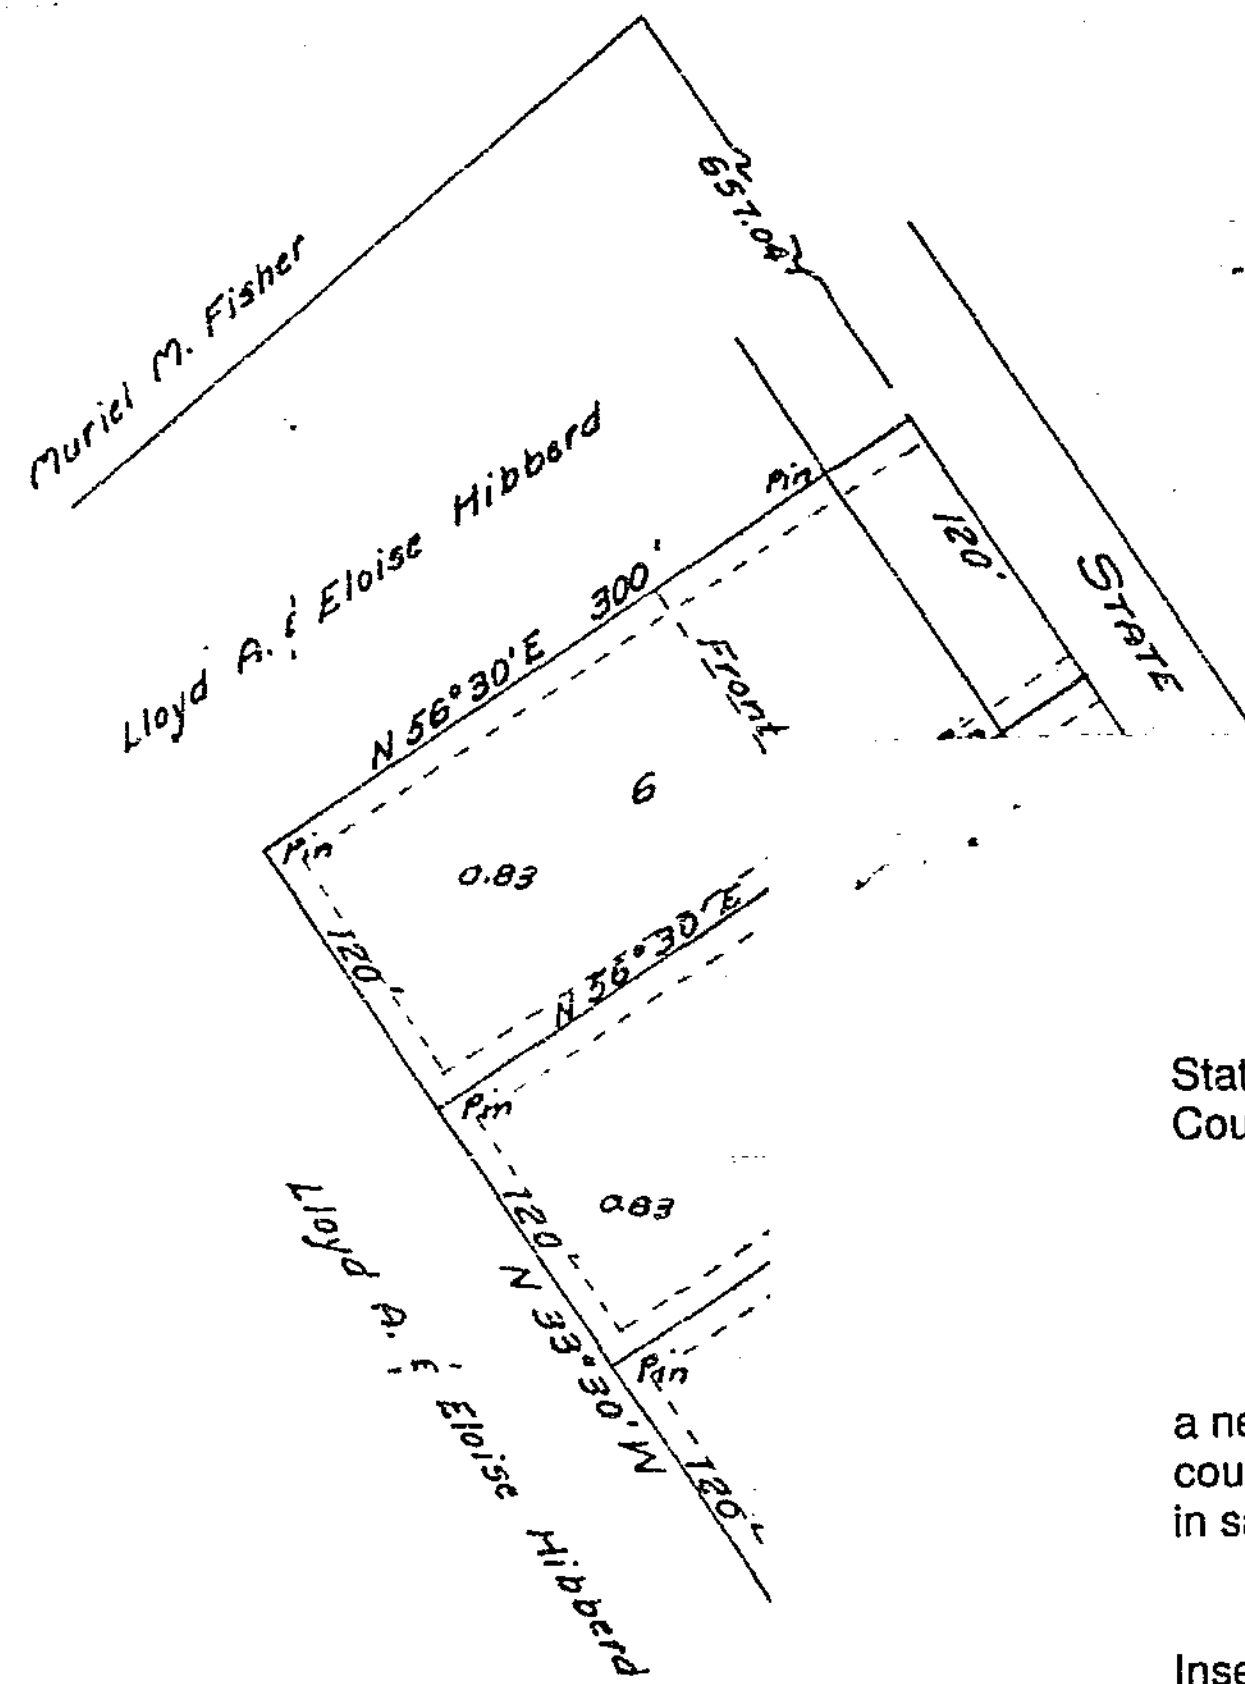 657.04
Muriel M. Fisher
Lloyd A. & Eloise Hibbard
Pin
120'
STATE
300'
N 56°30'E
Front
6
Pin
0.83
120'
N 56°30'E
Pin
0.83
120'
N 33°30'W
Lloyd A. & Eloise Hibbard
Pin
120'
Stat
Cou
a ne
cou
in sa
Inse